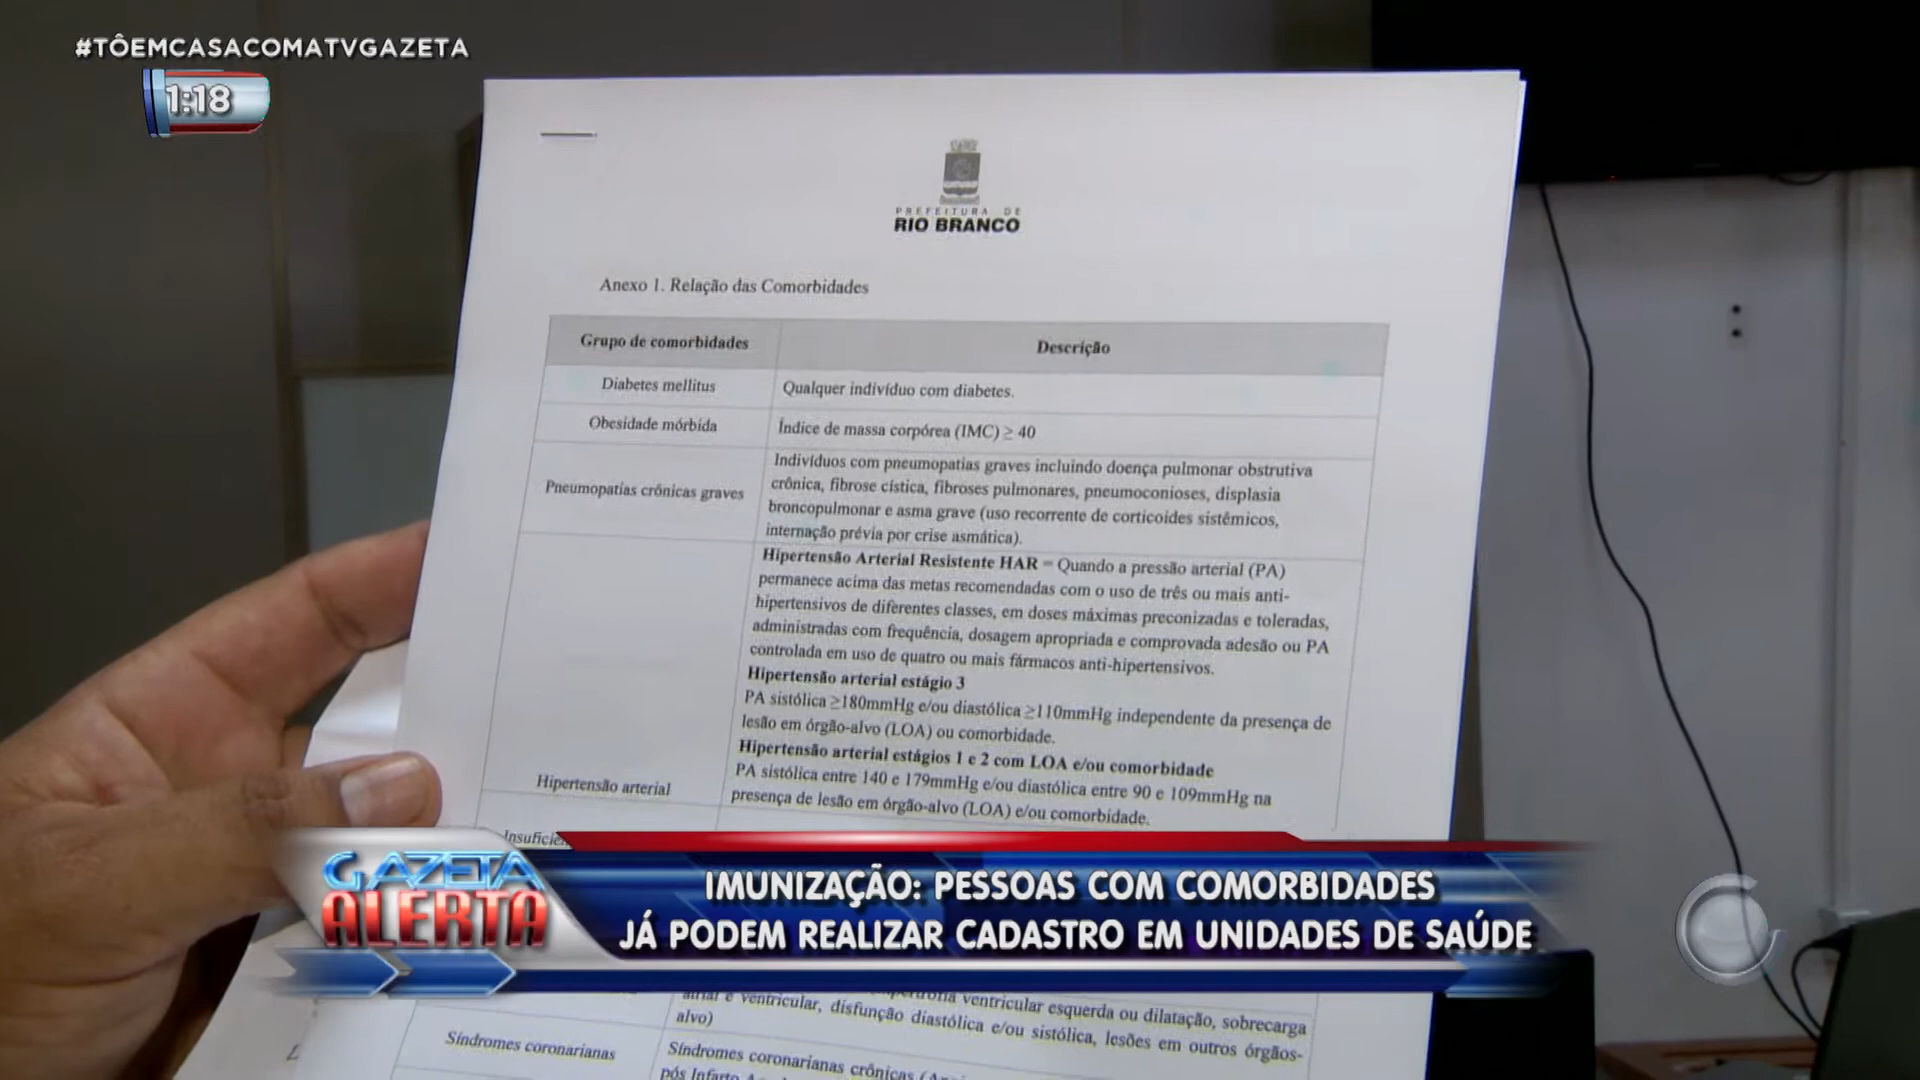 #TÔEMCASACOMATVGAZETA
1:18
PREFEITURA DE
RIO BRANCO
Anexo 1. Relação das Comorbidades
Grupo de comorbidades
Descrição
Diabetes mellitus
Qualquer indivíduo com diabetes.
Obesidade mórbida
Índice de massa corpórea (IMC) ≥ 40
Pneumopatias crônicas graves
Indivíduos com pneumopatias graves incluindo doença pulmonar obstrutiva
crônica, fibrose cística, fibroses pulmonares, pneumoconioses, displasia
broncopulmonar e asma grave (uso recorrente de corticoides sistêmicos,
internação prévia por crise asmática).
Hipertensão arterial
Hipertensão Arterial Resistente HAR = Quando a pressão arterial (PA)
permanece acima das metas recomendadas com o uso de três ou mais anti-
hipertensivos de diferentes classes, em doses máximas preconizadas e toleradas,
administradas com frequência, dosagem apropriada e comprovada adesão ou PA
controlada em uso de quatro ou mais fármacos anti-hipertensivos.
Hipertensão arterial estágio 3
PA sistólica ≥180mmHg e/ou diastólica ≥110mmHg independente da presença de
lesão em órgão-alvo (LOA) ou comorbidade.
Hipertensão arterial estágios 1 e 2 com LOA e/ou comorbidade
PA sistólica entre 140 e 179mmHg e/ou diastólica entre 90 e 109mmHg na
presença de lesão em órgão-alvo (LOA) e/ou comorbidade.
GAZETA
ALERTA
IMUNIZAÇÃO: PESSOAS COM COMORBIDADES
JÁ PODEM REALIZAR CADASTRO EM UNIDADES DE SAÚDE
ventricular esquerda ou dilatação, sobrecarga
atrial e ventricular, disfunção diastólica e/ou sistólica, lesões em outros órgãos-
alvo)
Síndromes coronarianas
Síndromes coronarianas crônicas
pós Infarto